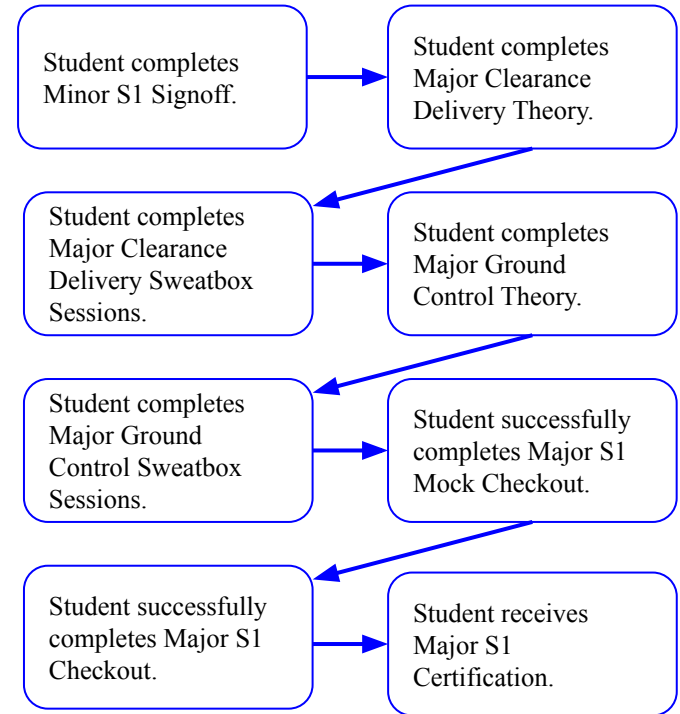 Student completes
Minor S1 Signoff.
Student completes
Major Clearance
Delivery Theory.
Student completes
Major Clearance
Delivery Sweatbox
Sessions.
Student completes
Major Ground
Control Theory.
Student completes
Major Ground
Control Sweatbox
Sessions.
Student successfully
completes Major S1
Mock Checkout.
Student successfully
completes Major S1
Checkout.
Student receives
Major S1
Certification.